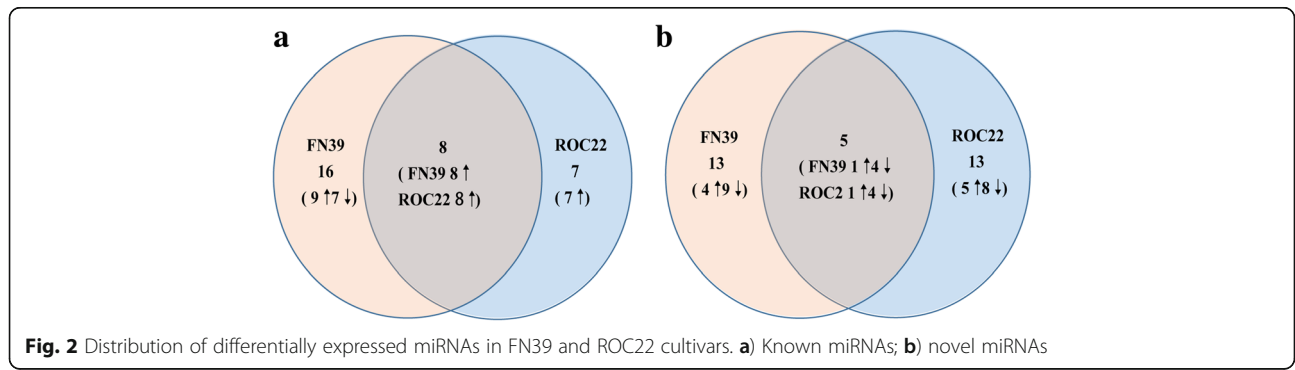 a
FN39
16
( 9 ↑7 ↓)
8
( FN39 8 ↑
ROC22 8 ↑)
ROC22
7
( 7 ↑)
b
FN39
13
( 4 ↑9 ↓)
5
( FN39 1 ↑4 ↓
ROC2 1 ↑4 ↓)
ROC22
13
( 5 ↑8 ↓)
Fig. 2 Distribution of differentially expressed miRNAs in FN39 and ROC22 cultivars. a) Known miRNAs; b) novel miRNAs